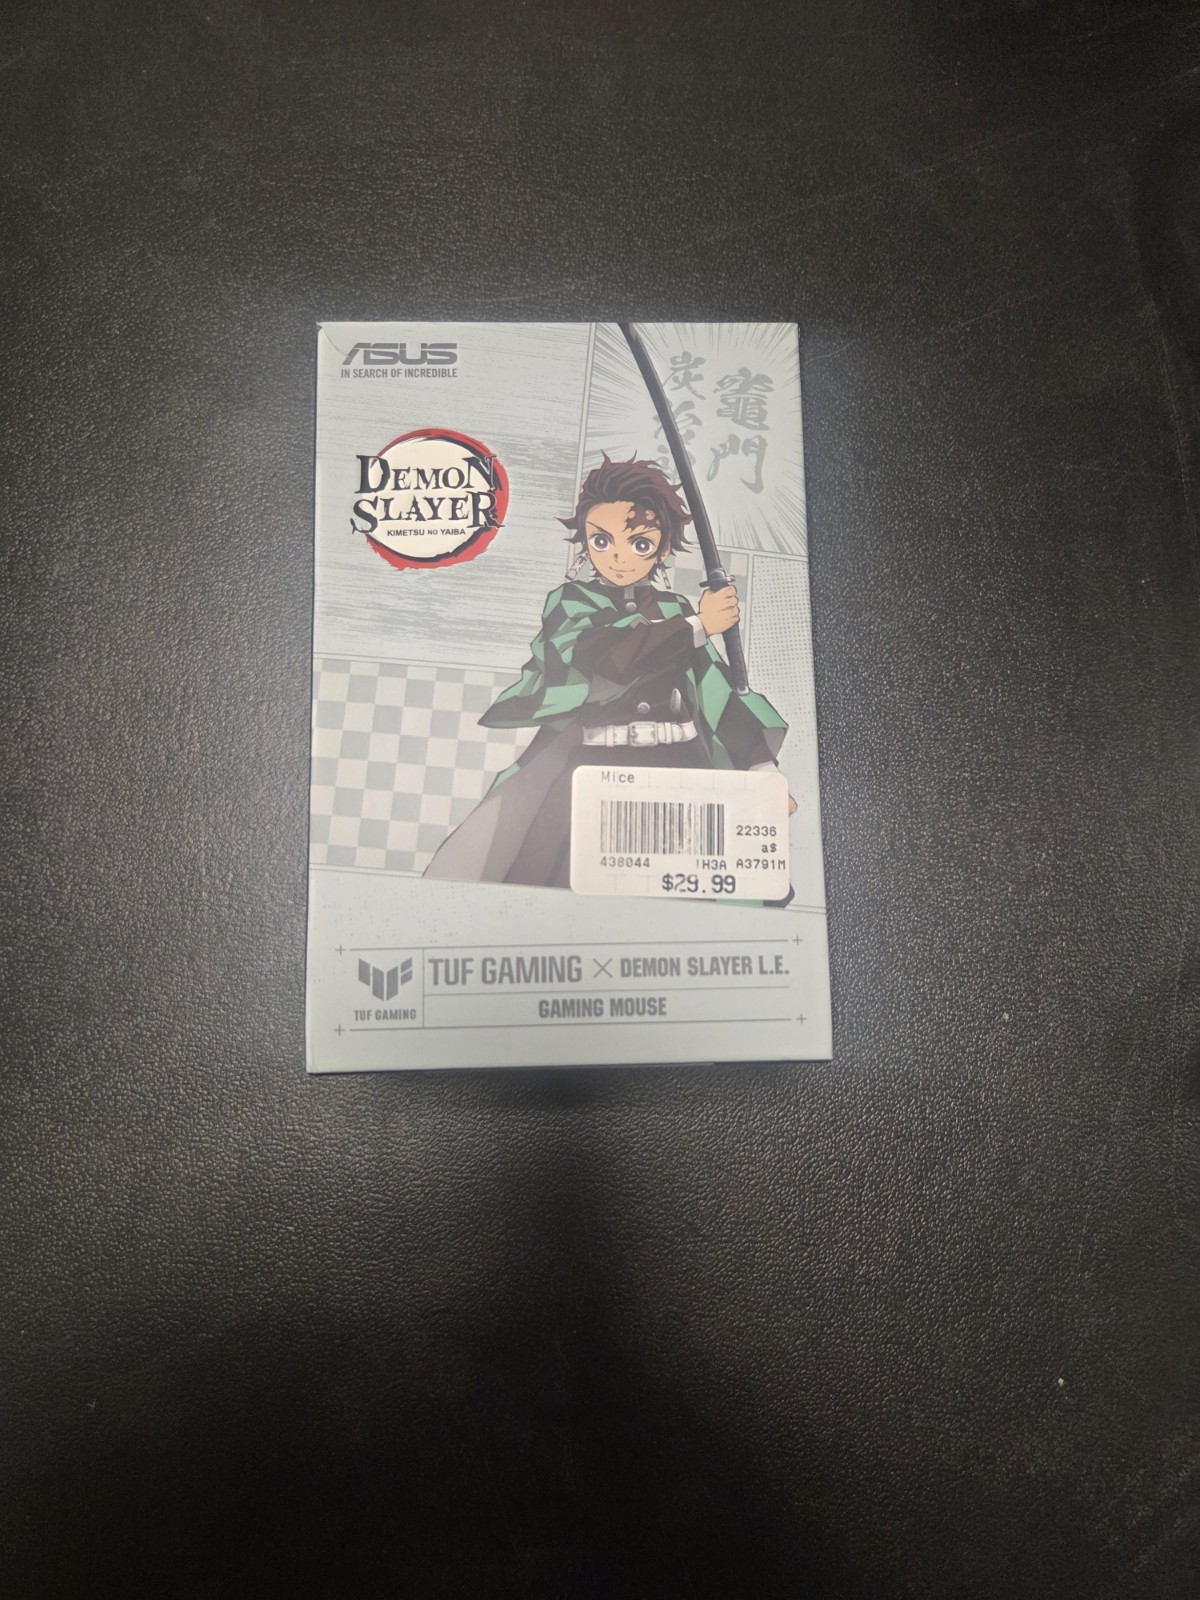 ASUS
IN SEARCH OF INCREDIBLE
竈門
炭治
DEMON
SLAYER
KIMETSU NO YAIBA
Mice
22336
a$
438044 !H3A A3791M
$29.99
TUF GAMING × DEMON SLAYER L.E.
TUF GAMING
GAMING MOUSE